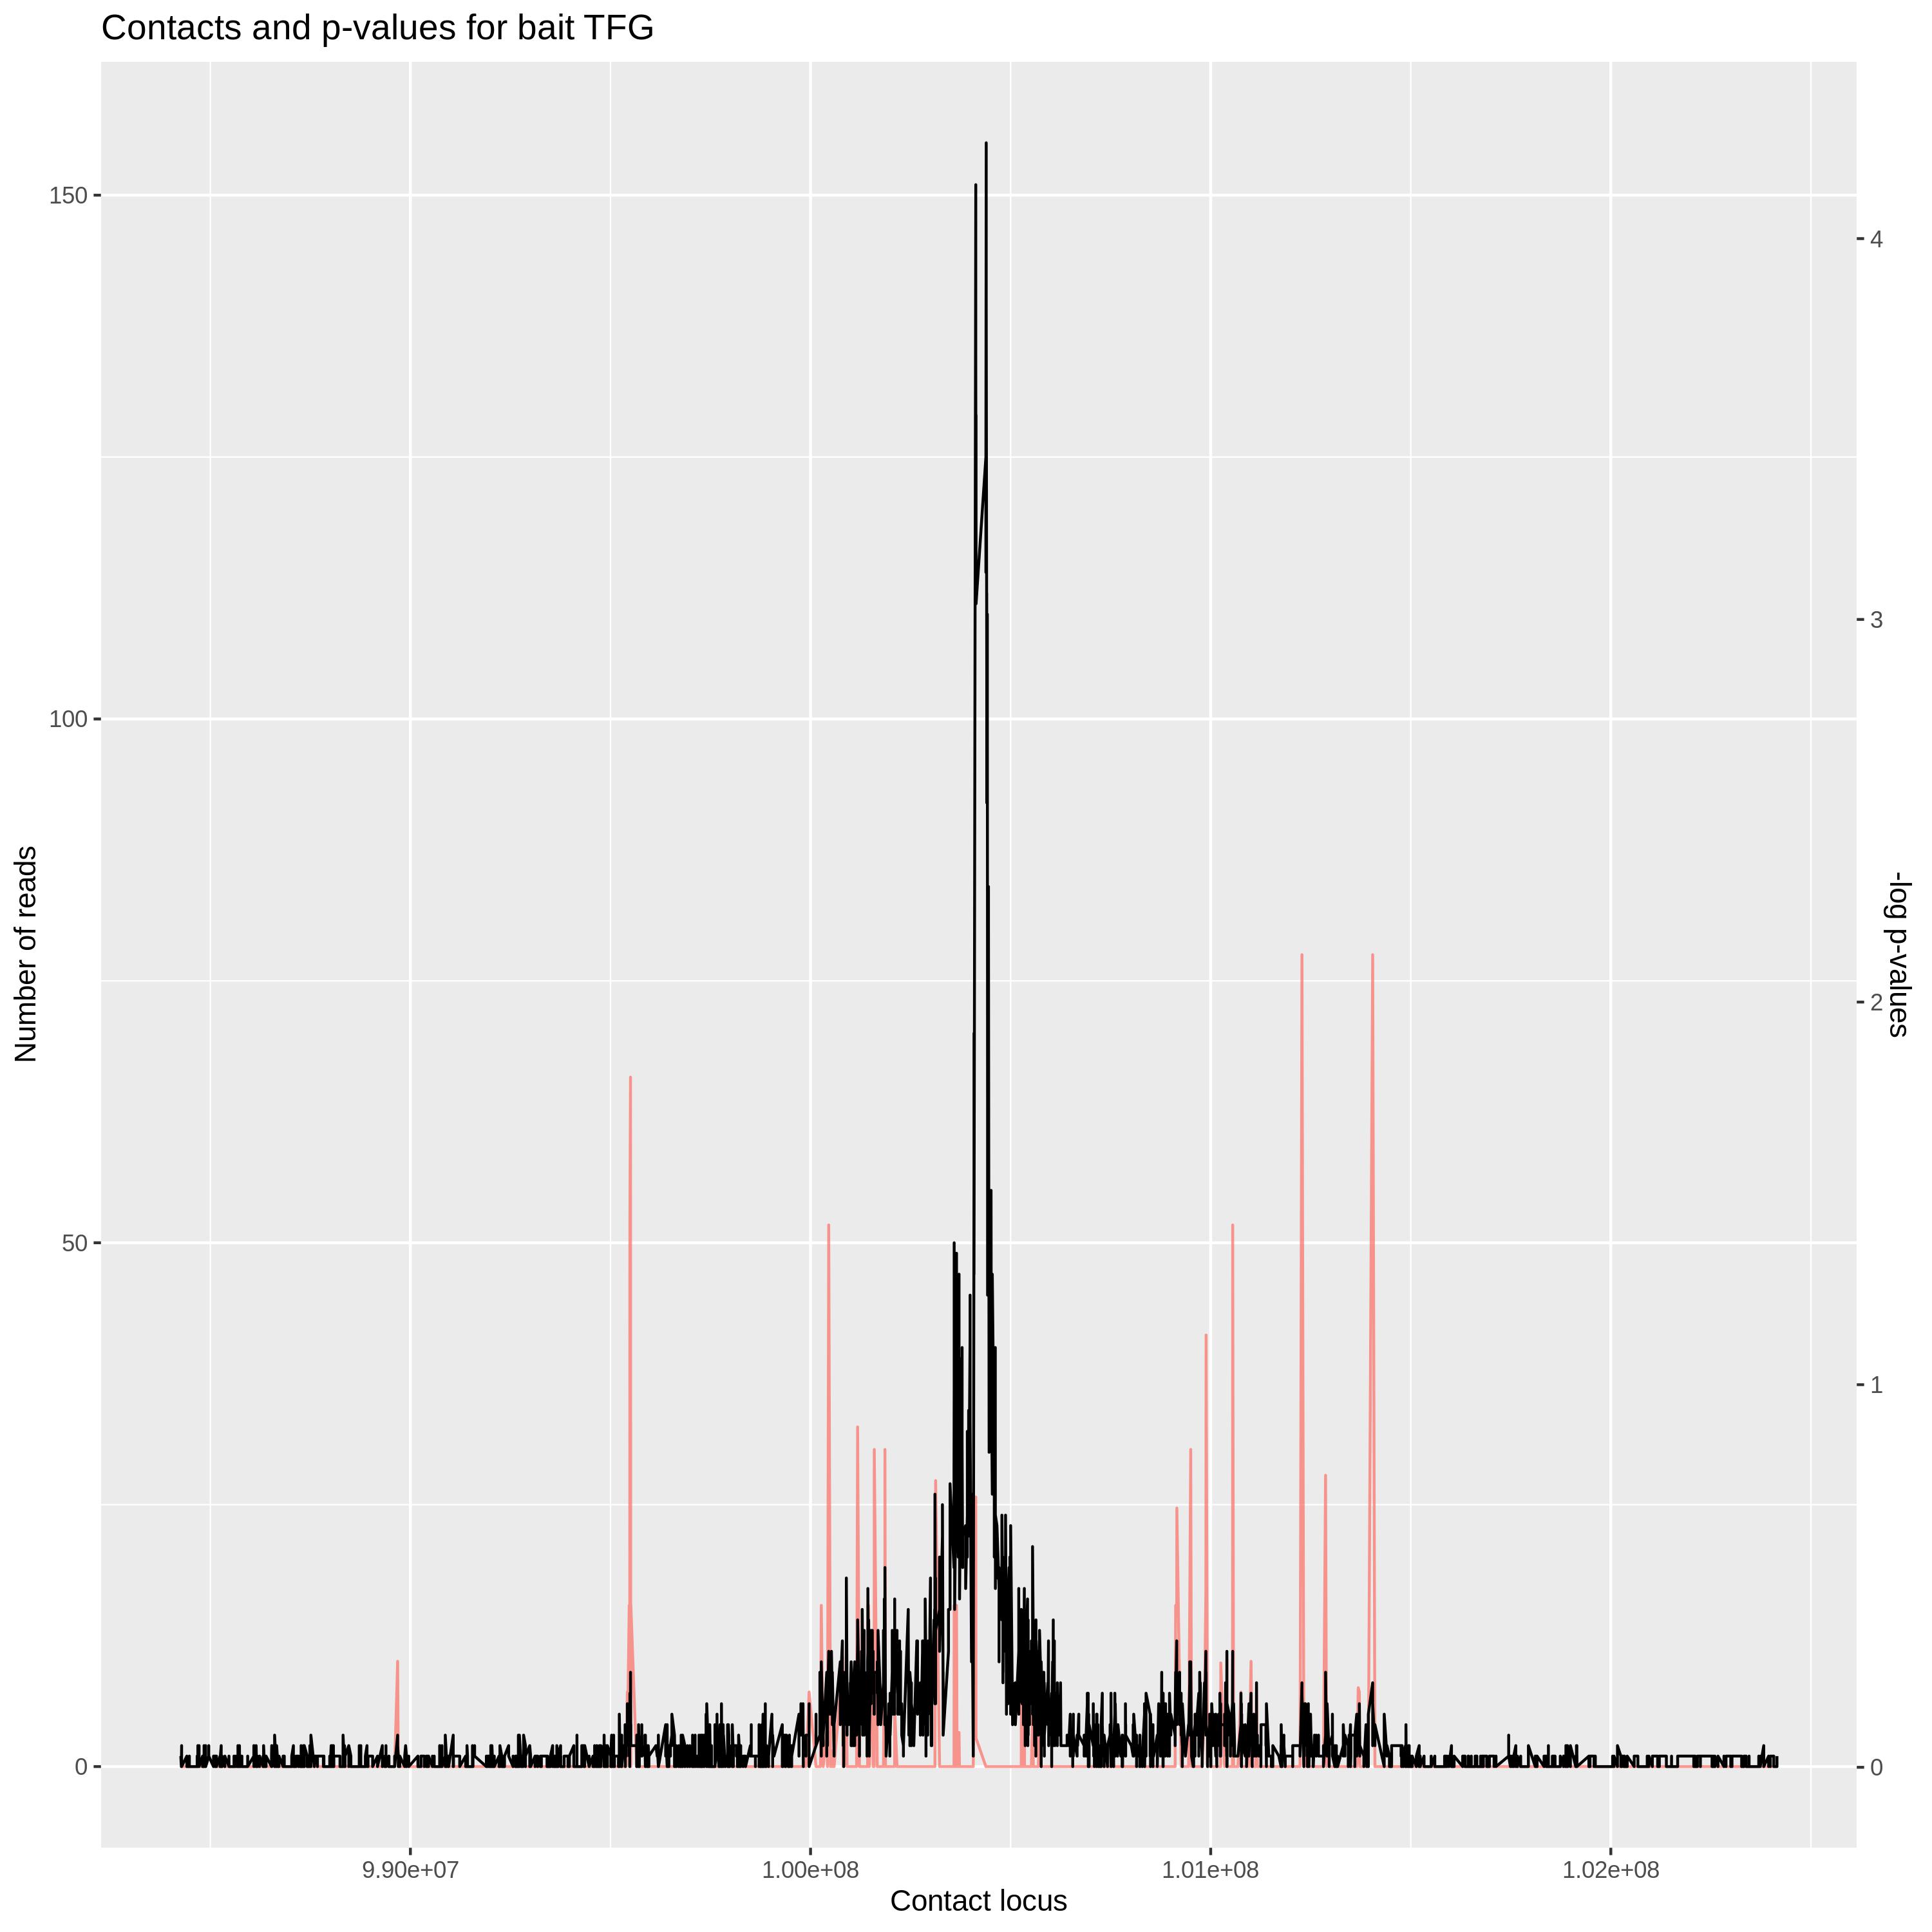 Contacts and p-values for bait TFG
150
100
50
0
Number of reads
4
3
2
1
0
-log p-values
9.90e+07
1.00e+08
1.01e+08
1.02e+08
Contact locus